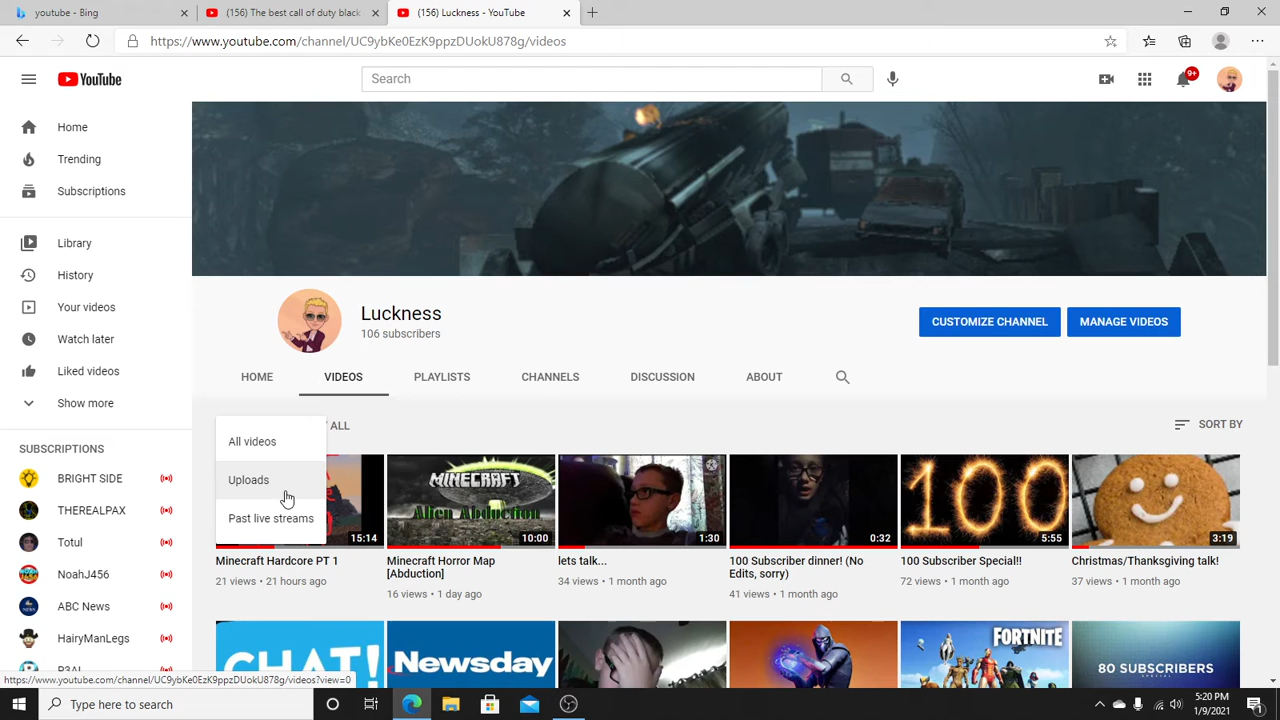 youtube - Bing
(155) the nazi call of duty blackops
(156) Luckness - YouTube
https://www.youtube.com/channel/UC9ybKe0EzK9ppzDUokU878g/videos
YouTube
Search
9+
Home
Trending
Subscriptions
Library
History
Your videos
Watch later
Liked videos
Show more
SUBSCRIPTIONS
BRIGHT SIDE
THEREALPAX
Totul
NoahJ456
ABC News
HairyManLegs
Luckness
106 subscribers
CUSTOMIZE CHANNEL
MANAGE VIDEOS
HOME
VIDEOS
PLAYLISTS
CHANNELS
DISCUSSION
ABOUT
All videos
Uploads
Past live streams
ALL
SORT BY
15:14
Minecraft Hardcore PT 1
21 views • 21 hours ago
MINECRAFT
Alien Abduction
10:00
Minecraft Horror Map
[Abduction]
16 views • 1 day ago
1:30
lets talk...
34 views • 1 month ago
0:32
100 Subscriber dinner! (No
Edits, sorry)
41 views • 1 month ago
100
5:55
100 Subscriber Special!!
72 views • 1 month ago
3:19
Christmas/Thanksgiving talk!
37 views • 1 month ago
CHAT!
Newsday
FORTNITE
80 SUBSCRIBERS
https://www.youtube.com/channel/UC9ybKe0EzK9ppzDUokU878g/videos?view=0
Type here to search
5:20 PM
1/9/2021
1